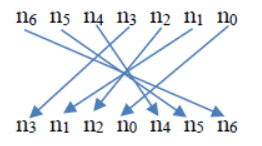 n₆ n₅ n₄ n₃ n₂ n₁ n₀
n₃ n₁ n₂ n₀ n₄ n₅ n₆